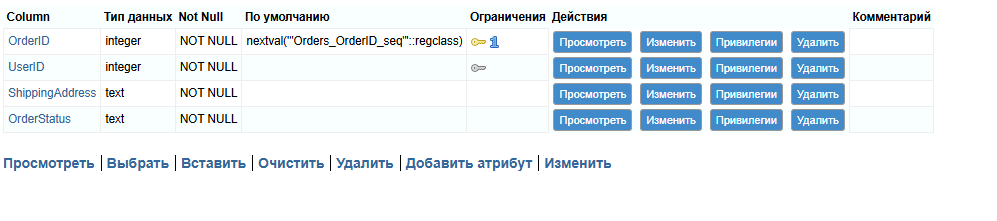 Column Тип данных Not Null По умолчанию Ограничения Действия Комментарий
OrderID integer NOT NULL nextval('"Orders_OrderID_seq"'::regclass) 1 Просмотреть Изменить Привилегии Удалить
UserID integer NOT NULL Просмотреть Изменить Привилегии Удалить
ShippingAddress text NOT NULL Просмотреть Изменить Привилегии Удалить
OrderStatus text NOT NULL Просмотреть Изменить Привилегии Удалить
Просмотреть | Выбрать | Вставить | Очистить | Удалить | Добавить атрибут | Изменить